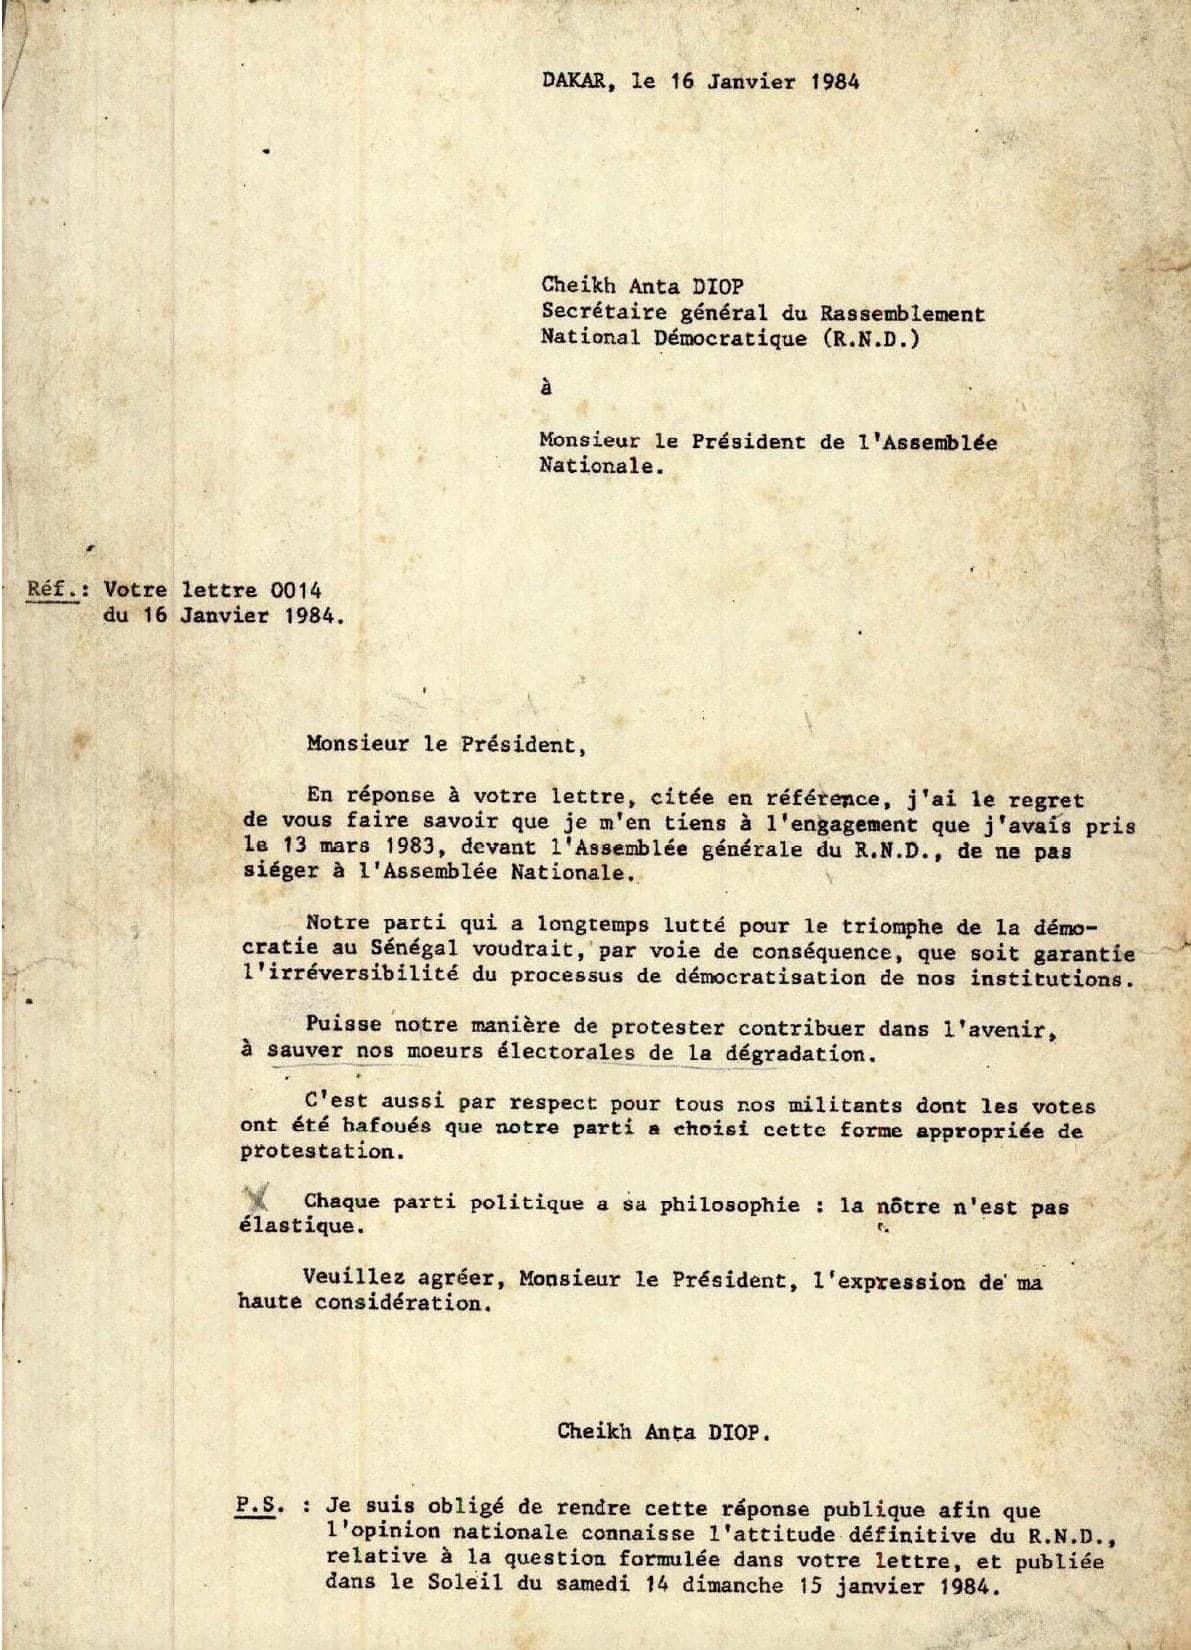 DAKAR, le 16 Janvier 1984
Cheikh Anta DIOP
Secrétaire général du Rassemblement
National Démocratique (R.N.D.)
à
Monsieur le Président de l'Assemblée
Nationale.
Réf.: Votre lettre 0014
du 16 Janvier 1984.
Monsieur le Président,
En réponse à votre lettre, citée en référence, j'ai le regret
de vous faire savoir que je m'en tiens à l'engagement que j'avais pris
le 13 mars 1983, devant l'Assemblée générale du R.N.D., de ne pas
siéger à l'Assemblée Nationale.
Notre parti qui a longtemps lutté pour le triomphe de la démo-
cratie au Sénégal voudrait, par voie de conséquence, que soit garantie
l'irréversibilité du processus de démocratisation de nos institutions.
Puisse notre manière de protester contribuer dans l'avenir,
à sauver nos moeurs électorales de la dégradation.
C'est aussi par respect pour tous nos militants dont les votes
ont été bafoués que notre parti a choisi cette forme appropriée de
protestation.
Chaque parti politique a sa philosophie : la nôtre n'est pas
élastique.
Veuillez agréer, Monsieur le Président, l'expression de ma
haute considération.
Cheikh Anta DIOP.
P.S. : Je suis obligé de rendre cette réponse publique afin que
l'opinion nationale connaisse l'attitude définitive du R.N.D.,
relative à la question formulée dans votre lettre, et publiée
dans le Soleil du samedi 14 dimanche 15 janvier 1984.